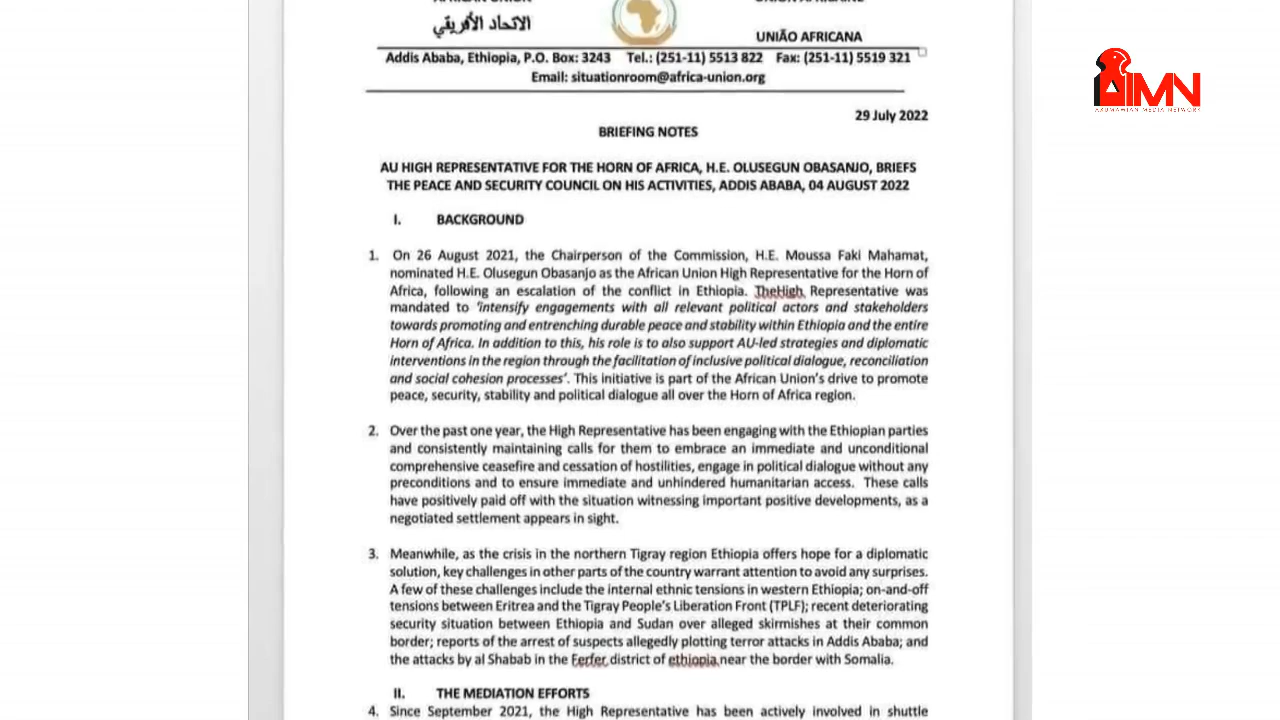 الاتحاد الأفريقي
UNIÃO AFRICANA
Addis Ababa, Ethiopia, P.O. Box: 3243 Tel.: (251-11) 5513 822 Fax: (251-11) 5519 321
Email: situationroom@africa-union.org
AIMN
AXUMAWIAN MEDIA NETWORK
29 July 2022
BRIEFING NOTES
AU HIGH REPRESENTATIVE FOR THE HORN OF AFRICA, H.E. OLUSEGUN OBASANJO, BRIEFS
THE PEACE AND SECURITY COUNCIL ON HIS ACTIVITIES, ADDIS ABABA, 04 AUGUST 2022
I. BACKGROUND
1. On 26 August 2021, the Chairperson of the Commission, H.E. Moussa Faki Mahamat,
nominated H.E. Olusegun Obasanjo as the African Union High Representative for the Horn of
Africa, following an escalation of the conflict in Ethiopia. TheHigh Representative was
mandated to 'intensify engagements with all relevant political actors and stakeholders
towards promoting and entrenching durable peace and stability within Ethiopia and the entire
Horn of Africa. In addition to this, his role is to also support AU-led strategies and diplomatic
interventions in the region through the facilitation of inclusive political dialogue, reconciliation
and social cohesion processes'. This initiative is part of the African Union's drive to promote
peace, security, stability and political dialogue all over the Horn of Africa region.
2. Over the past one year, the High Representative has been engaging with the Ethiopian parties
and consistently maintaining calls for them to embrace an immediate and unconditional
comprehensive ceasefire and cessation of hostilities, engage in political dialogue without any
preconditions and to ensure immediate and unhindered humanitarian access. These calls
have positively paid off with the situation witnessing important positive developments, as a
negotiated settlement appears in sight.
3. Meanwhile, as the crisis in the northern Tigray region Ethiopia offers hope for a diplomatic
solution, key challenges in other parts of the country warrant attention to avoid any surprises.
A few of these challenges include the internal ethnic tensions in western Ethiopia; on-and-off
tensions between Eritrea and the Tigray People's Liberation Front (TPLF); recent deteriorating
security situation between Ethiopia and Sudan over alleged skirmishes at their common
border; reports of the arrest of suspects allegedly plotting terror attacks in Addis Ababa; and
the attacks by al Shabab in the Ferfer district of ethiopia near the border with Somalia.
II. THE MEDIATION EFFORTS
4. Since September 2021, the High Representative has been actively involved in shuttle